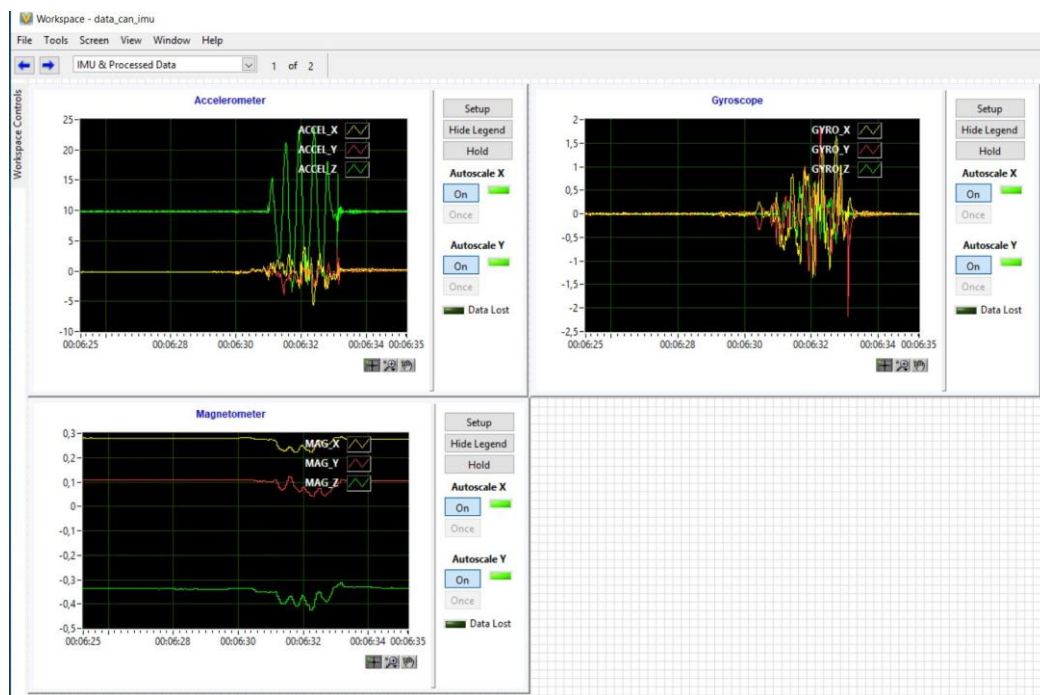 Workspace - data_can_imu
File Tools Screen View Window Help
IMU & Processed Data 1 of 2
Workspace Controls
Accelerometer
25-
20-
15-
10-
5-
0-
-5-
-10-
ACCEL_X
ACCEL_Y
ACCEL_Z
00:06:25 00:06:28 00:06:30 00:06:32 00:06:34 00:06:35
Setup
Hide Legend
Hold
Autoscale X
On
Once
Autoscale Y
On
Once
Data Lost
Gyroscope
2-
1,5-
1-
0,5-
0-
-0,5-
-1-
-1,5-
-2-
-2,5-
GYRO_X
GYRO_Y
GYRO_Z
00:06:25 00:06:28 00:06:30 00:06:32 00:06:34 00:06:35
Setup
Hide Legend
Hold
Autoscale X
On
Once
Autoscale Y
On
Once
Data Lost
Magnetometer
0,3-
0,2-
0,1-
0-
-0,1-
-0,2-
-0,3-
-0,4-
-0,5-
MAG_X
MAG_Y
MAG_Z
00:06:25 00:06:28 00:06:30 00:06:32 00:06:34 00:06:35
Setup
Hide Legend
Hold
Autoscale X
On
Once
Autoscale Y
On
Once
Data Lost